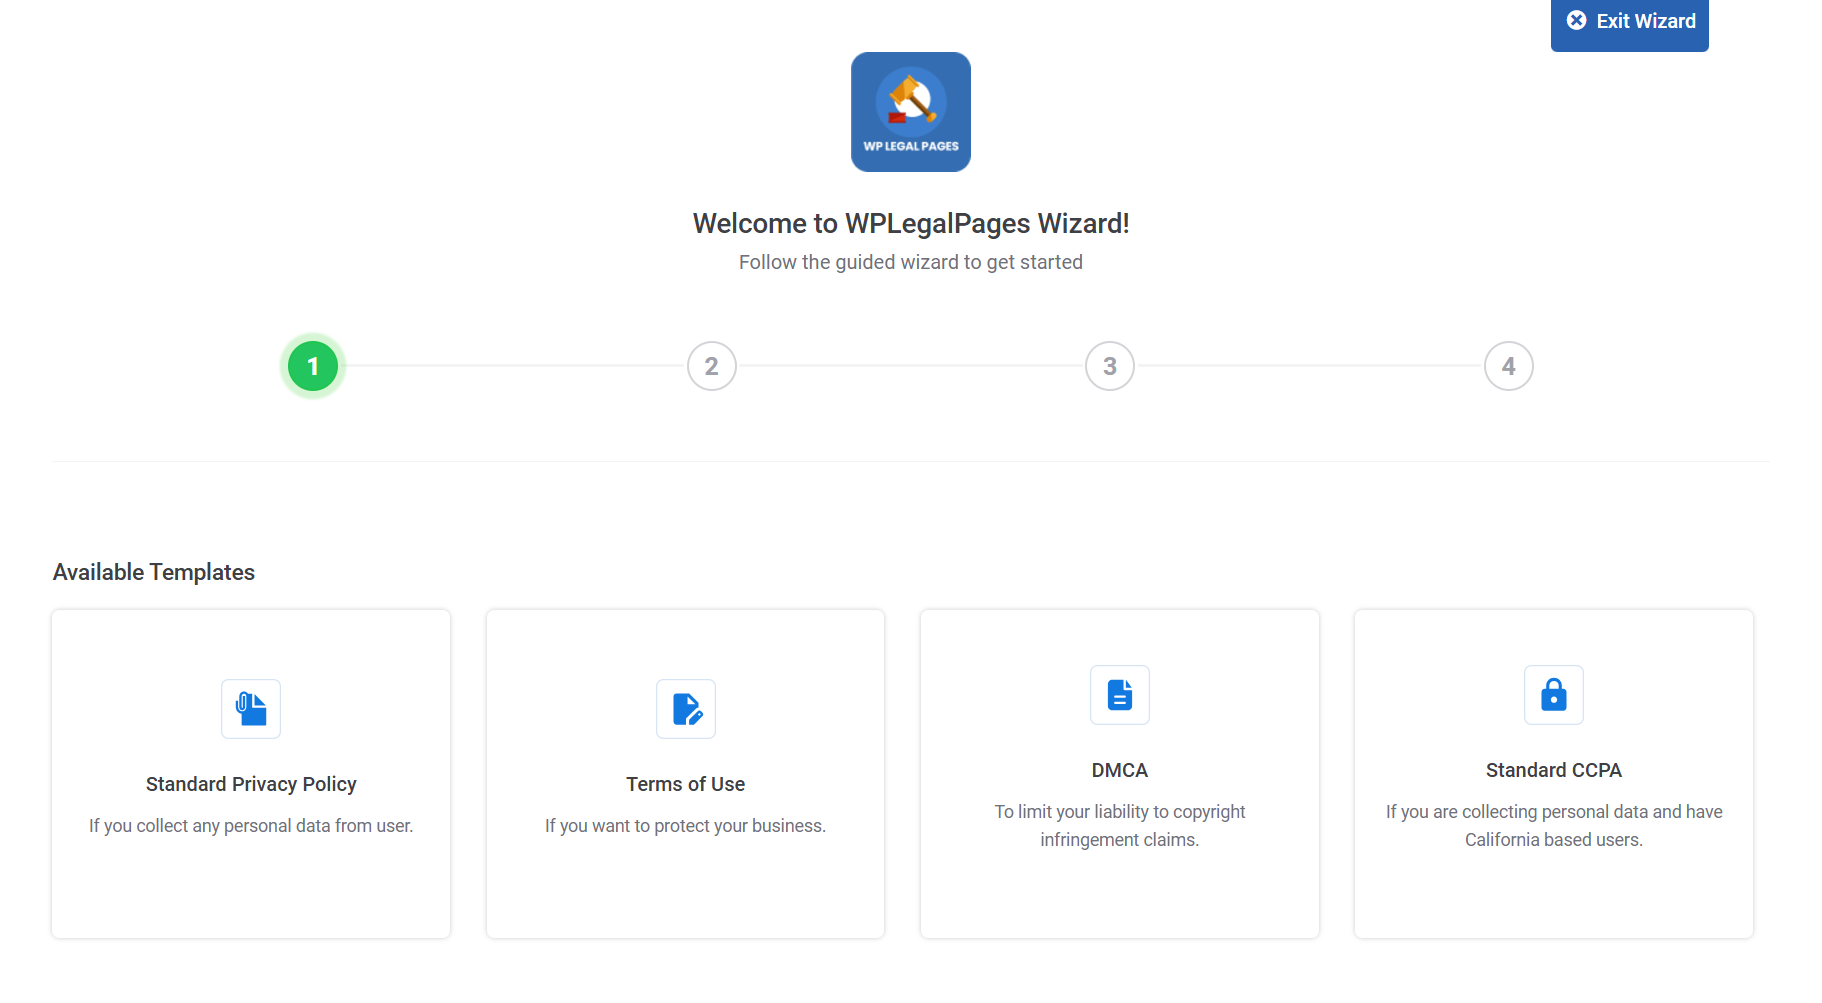 Exit Wizard
WP LEGAL PAGES
Welcome to WPLegalPages Wizard!
Follow the guided wizard to get started
1
2
3
4
Available Templates
Standard Privacy Policy
If you collect any personal data from user.
Terms of Use
If you want to protect your business.
DMCA
To limit your liability to copyright
infringement claims.
Standard CCPA
If you are collecting personal data and have
California based users.